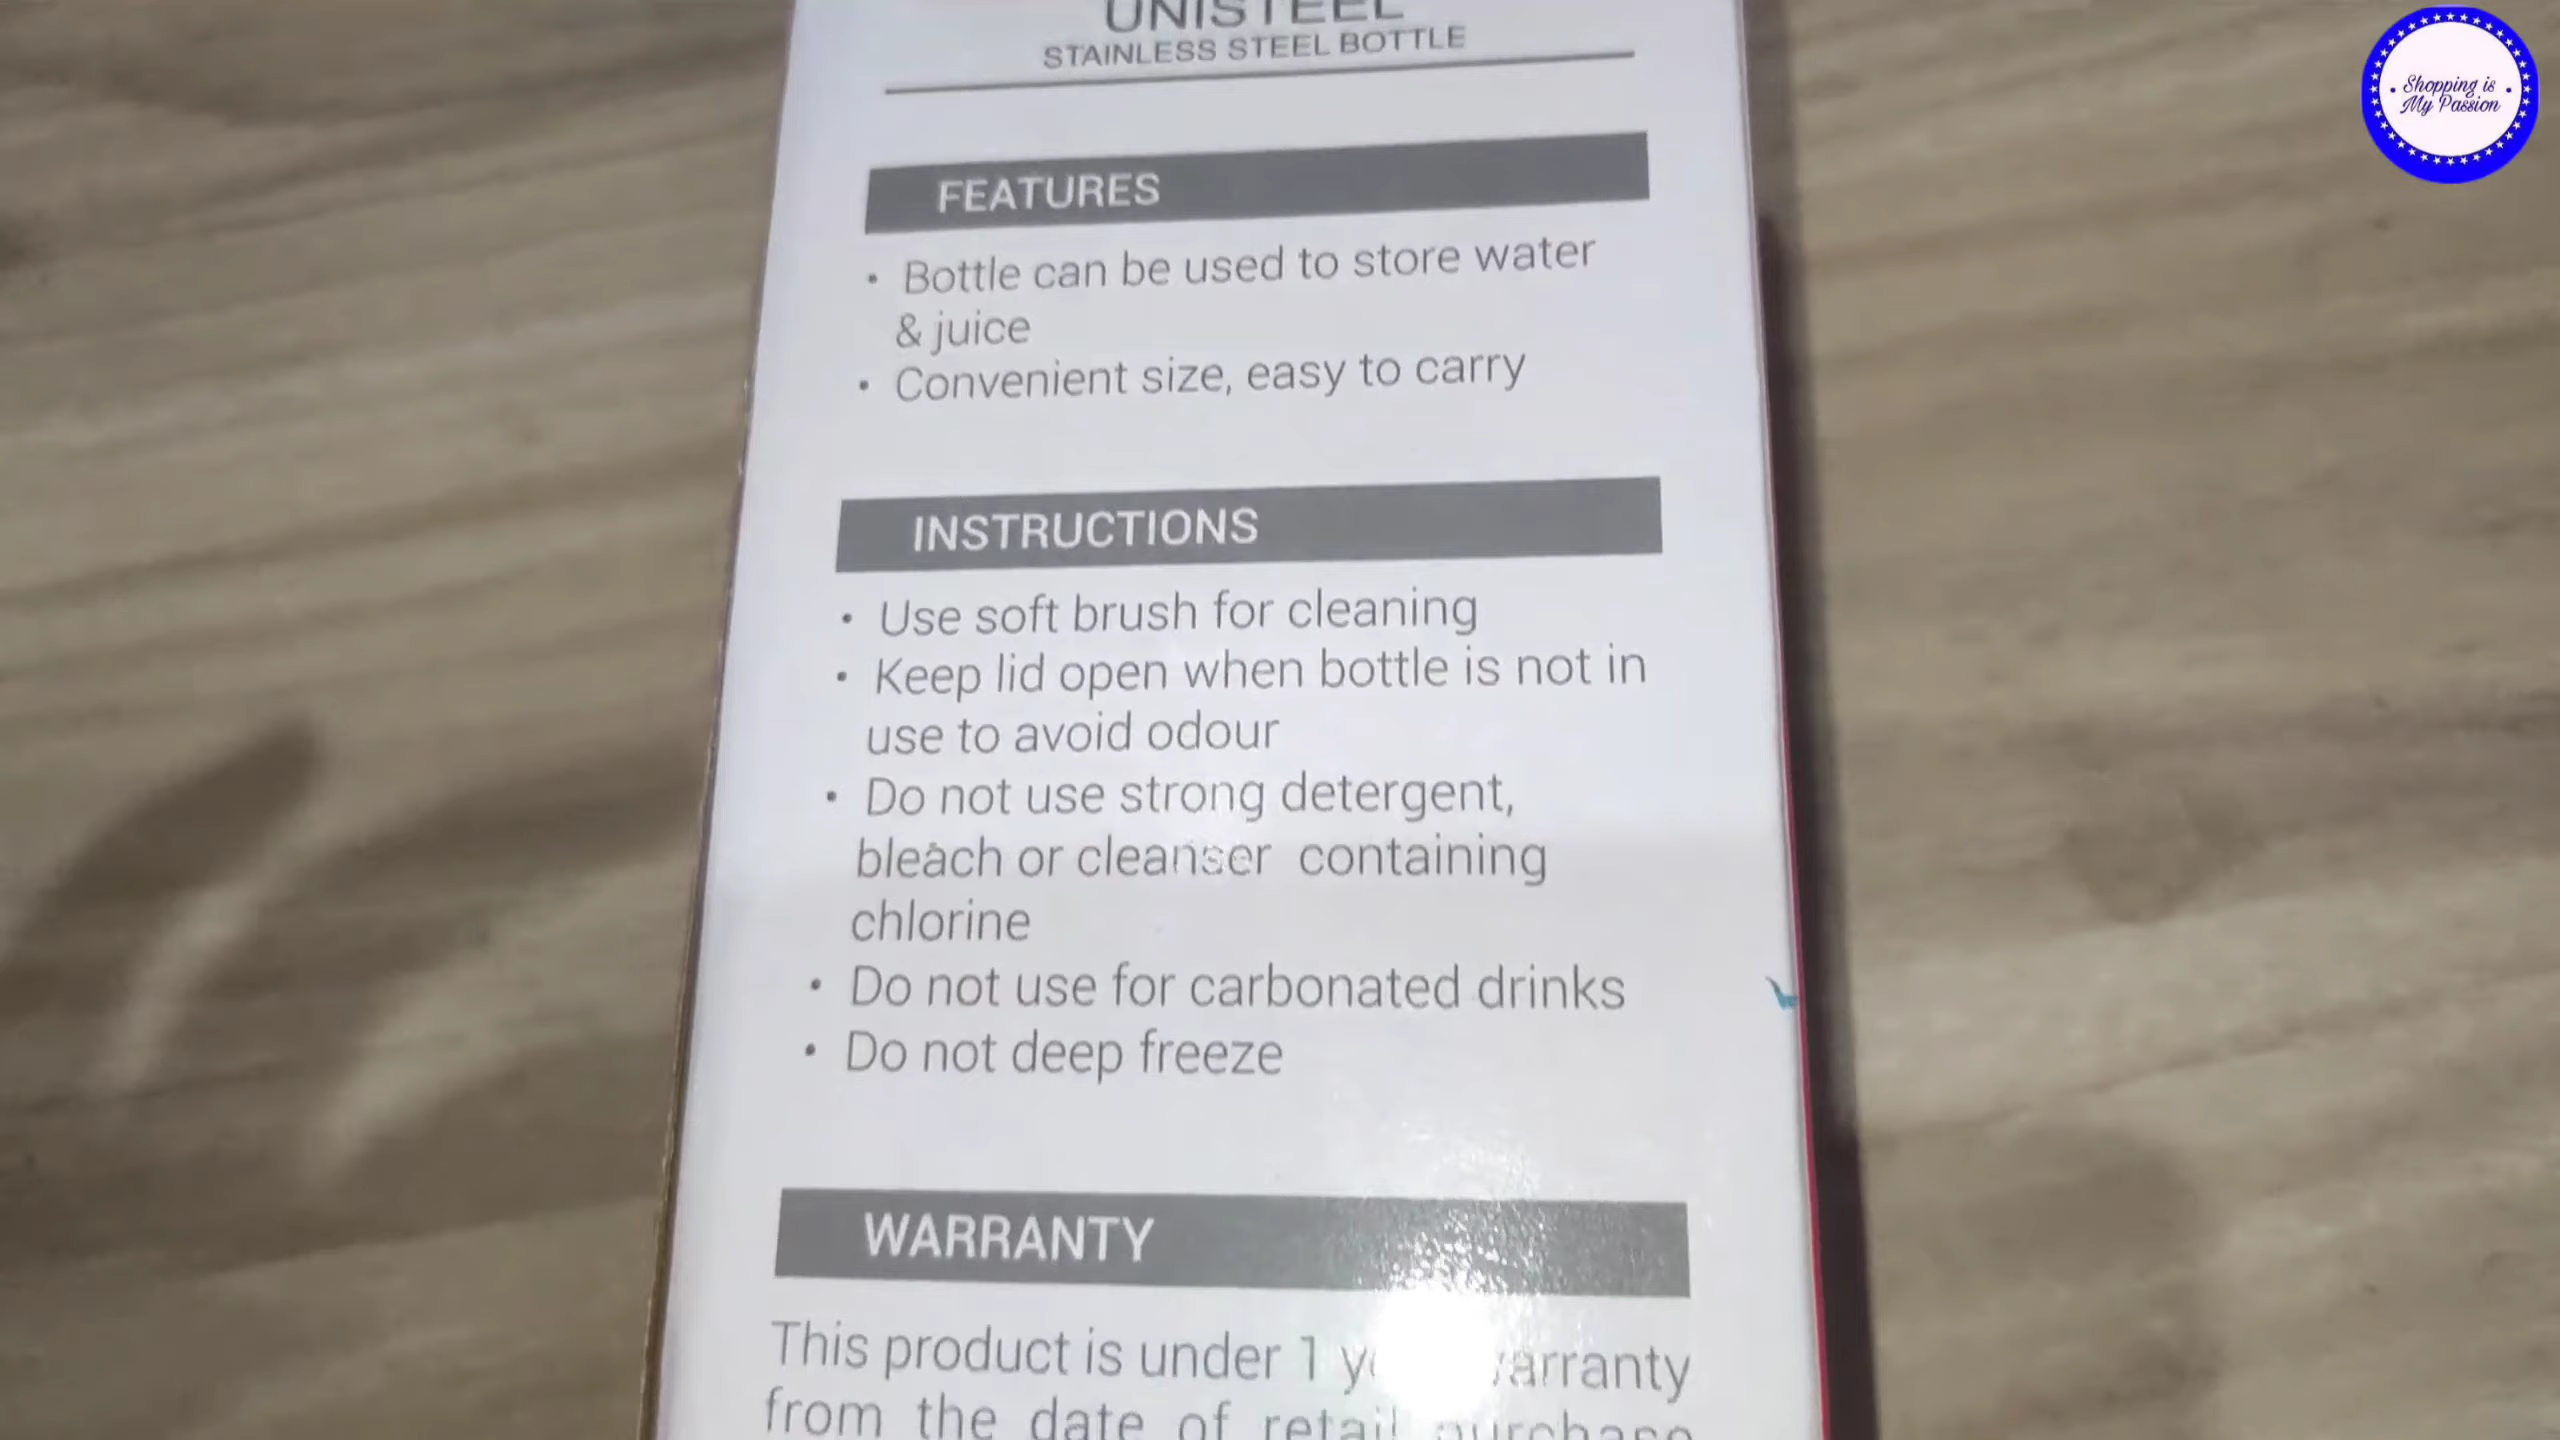 UNISTEEL
STAINLESS STEEL BOTTLE
Shopping is
My Passion
FEATURES
• Bottle can be used to store water
& juice
• Convenient size, easy to carry
INSTRUCTIONS
• Use soft brush for cleaning
• Keep lid open when bottle is not in
use to avoid odour
• Do not use strong detergent,
bleach or cleanser containing
chlorine
• Do not use for carbonated drinks
• Do not deep freeze
WARRANTY
This product is under 1 warranty
from the date of retail purchase